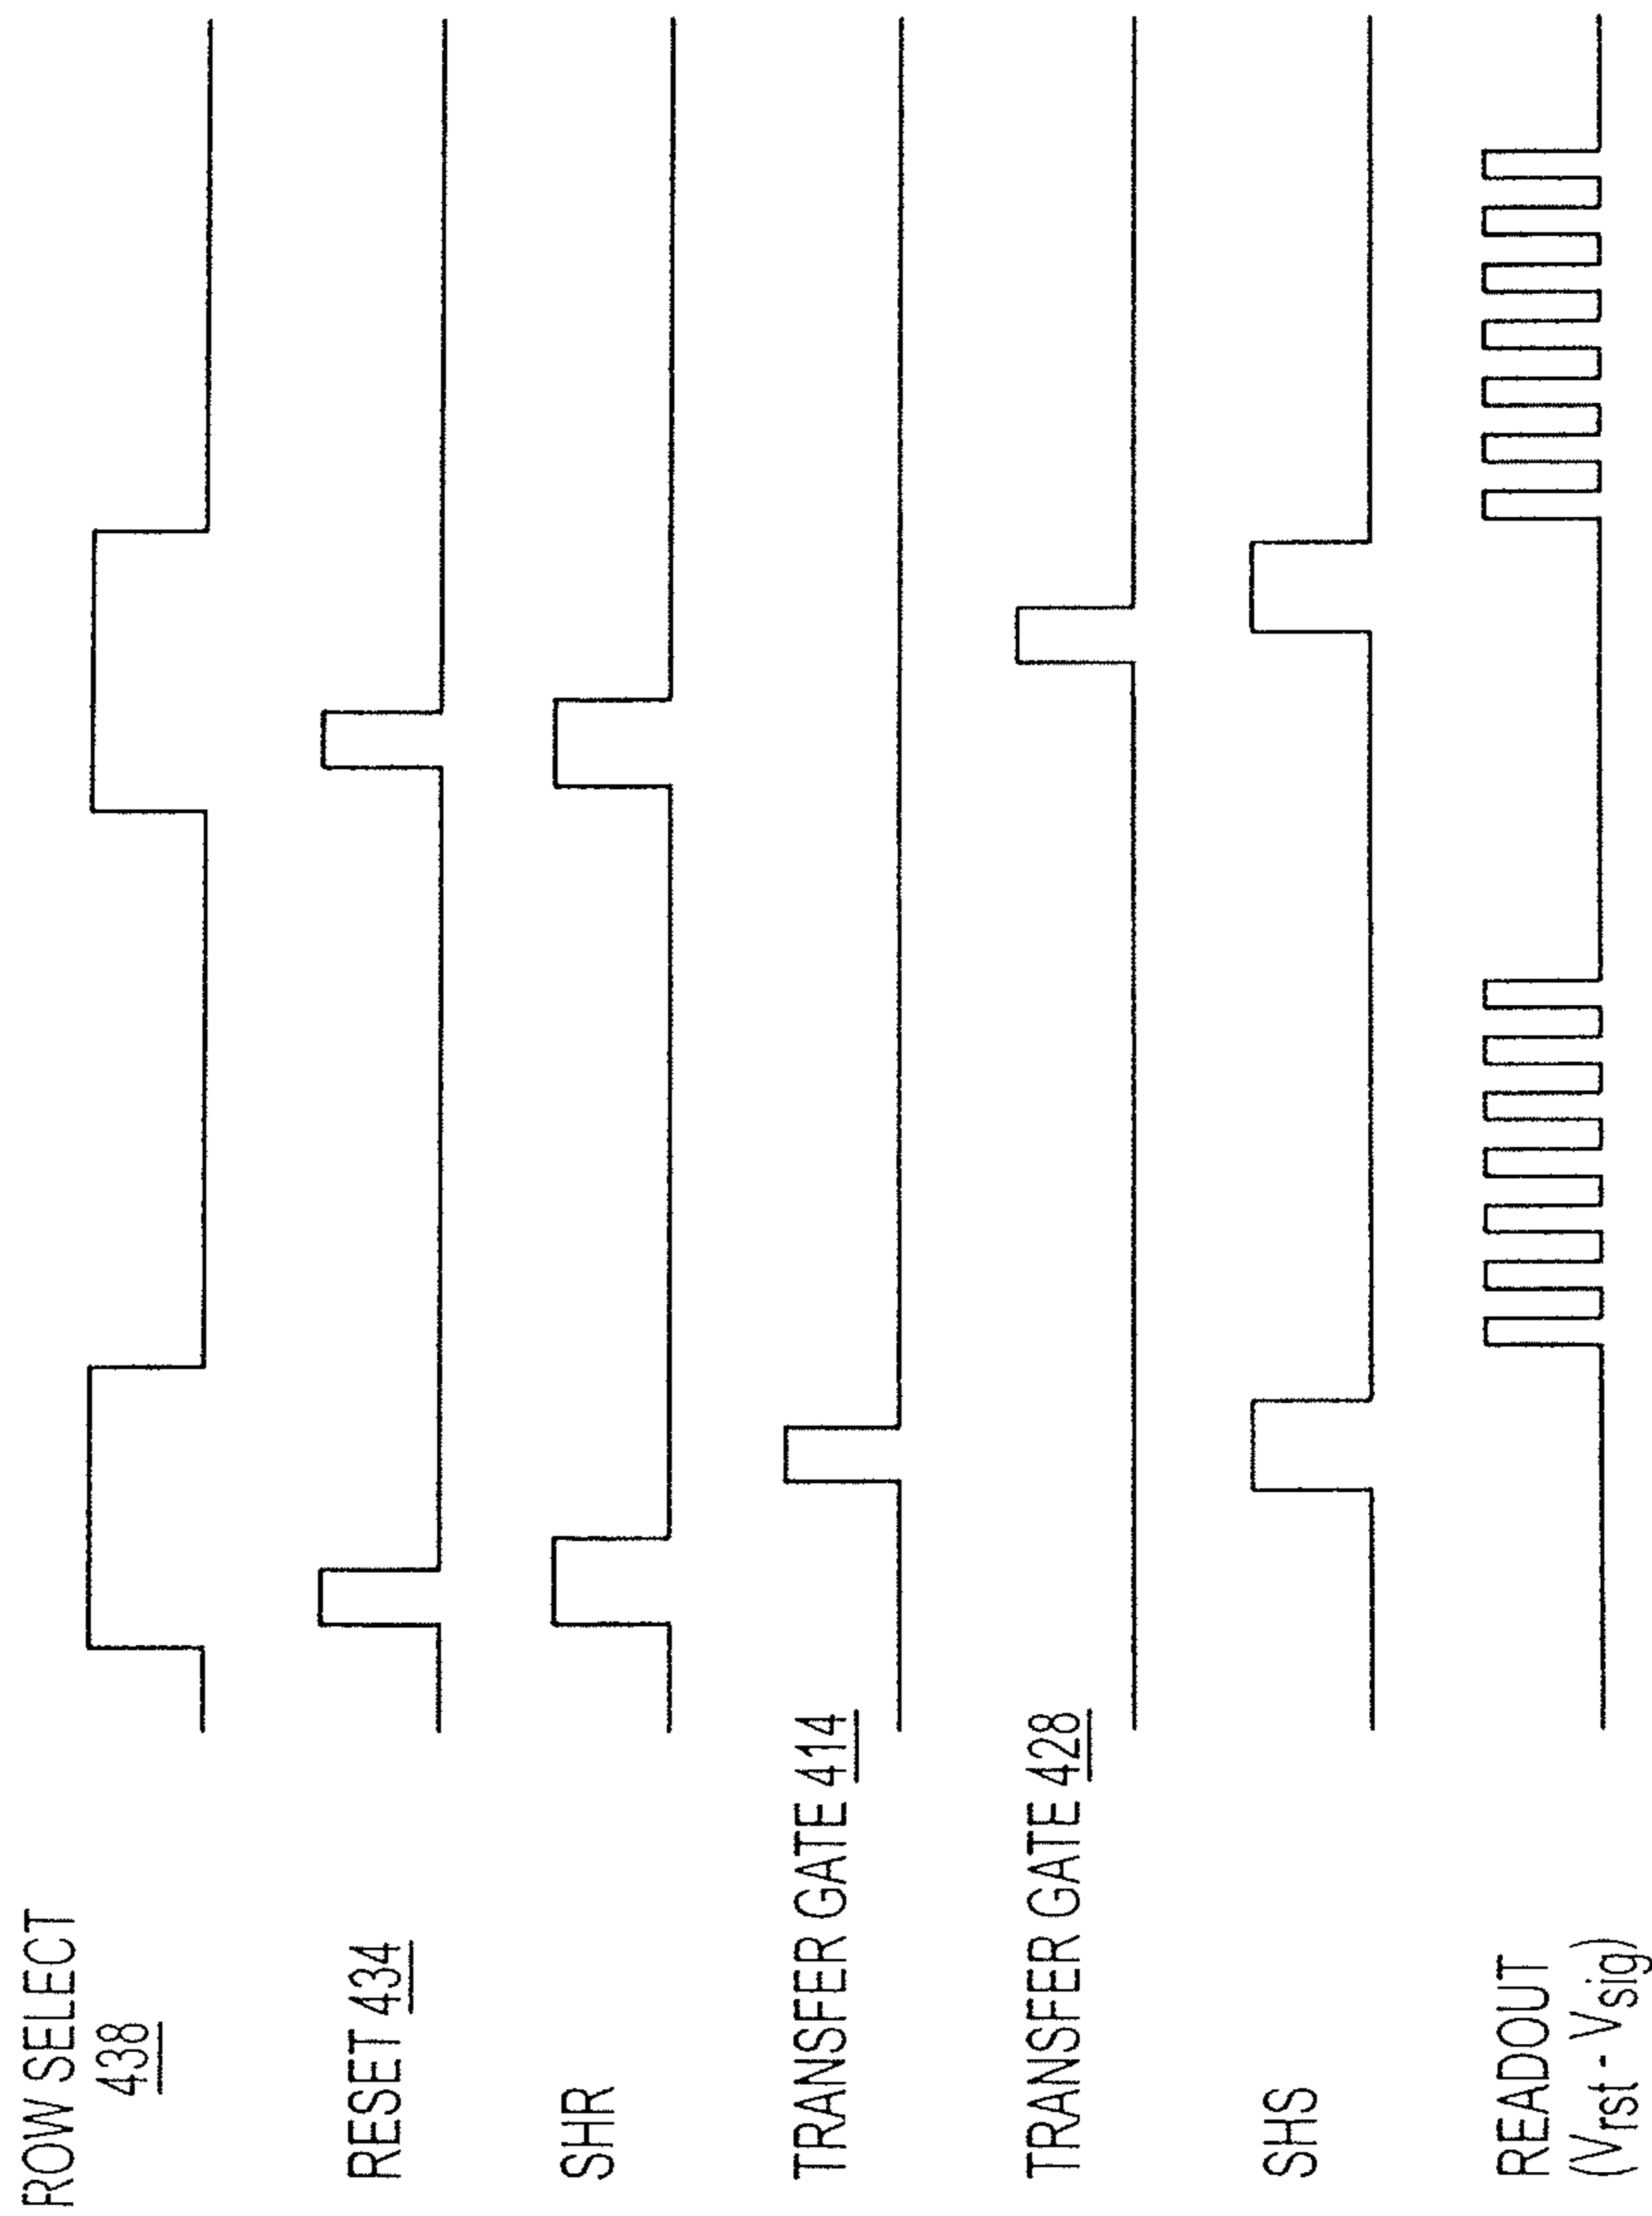 ROW SELECT
438
RESET 434
SHR
TRANSFER GATE 414
TRANSFER GATE 428
SHS
READOUT
(Vrst - Vsig)